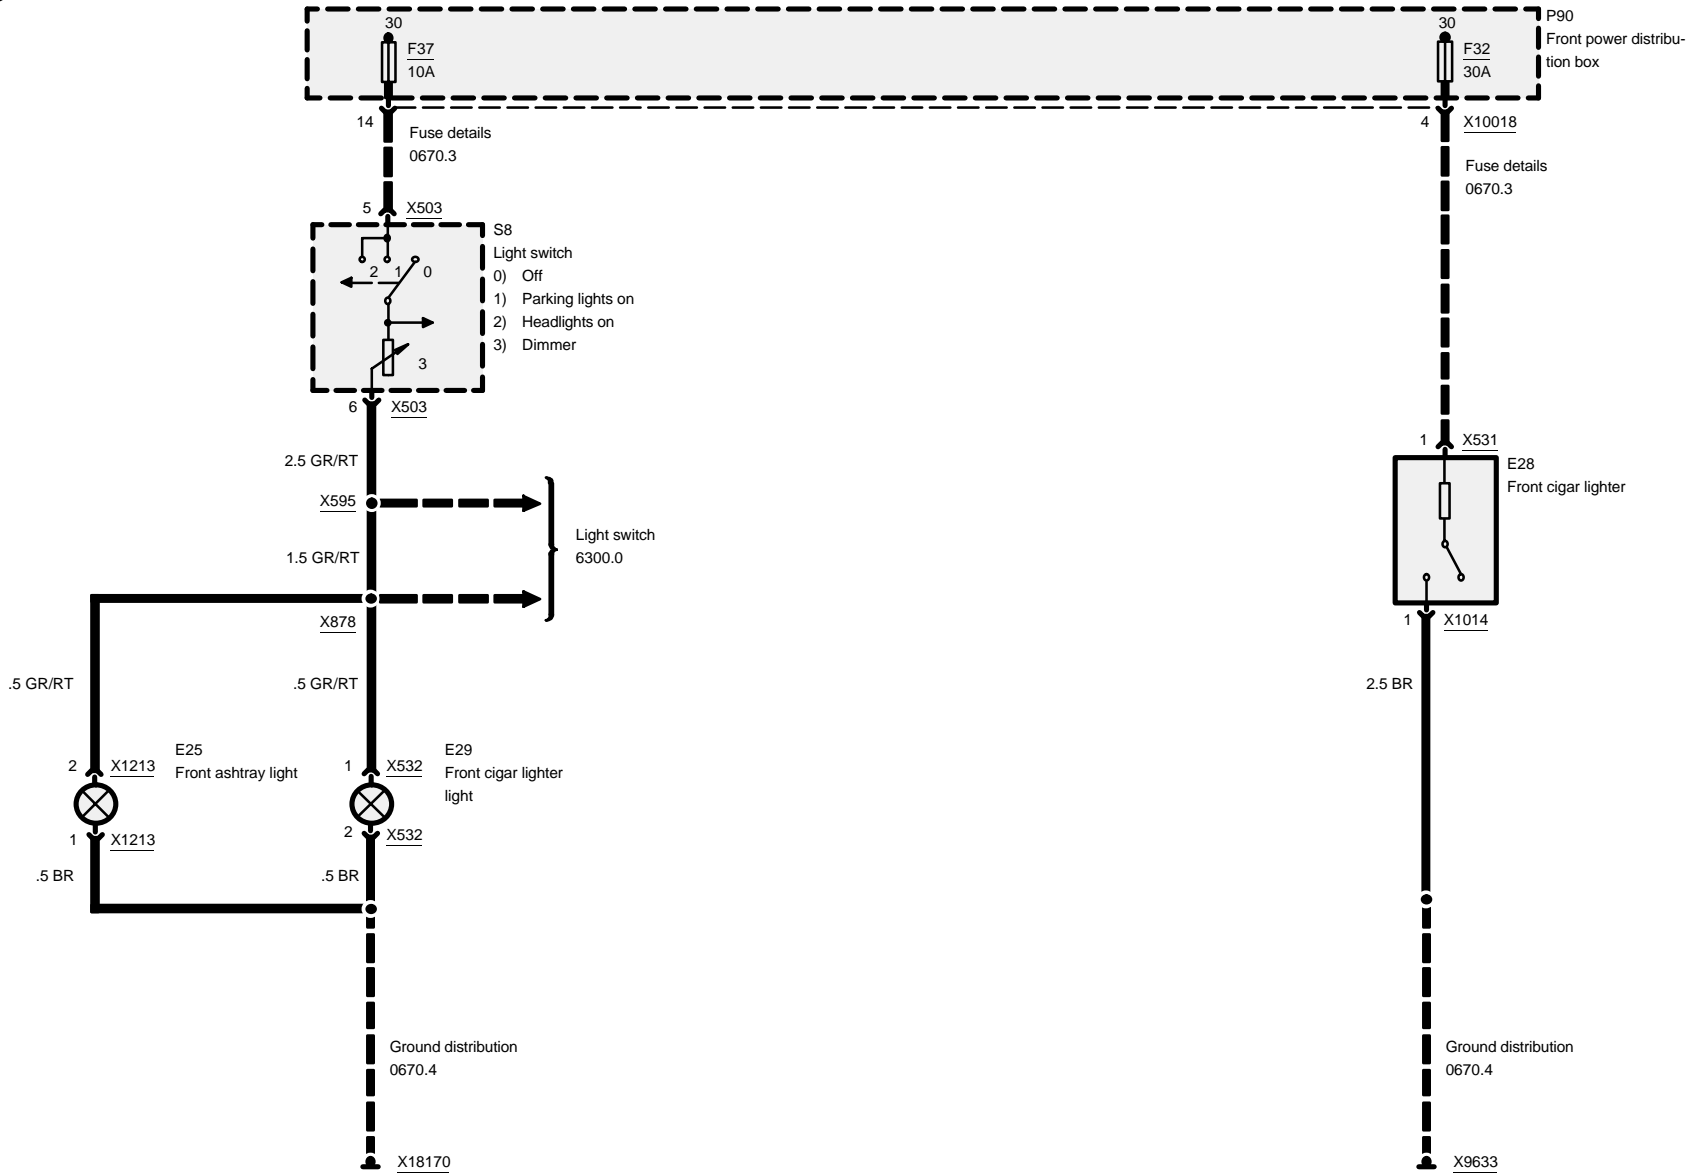 30
F37
10A
30
F32
30A
P90
Front power distribu-
tion box
14
Fuse details
0670.3
4 X10018
Fuse details
0670.3
5 X503
S8
Light switch
0) Off
1) Parking lights on
2) Headlights on
3) Dimmer
2 1 0
3
6 X503
2.5 GR/RT
X595
1.5 GR/RT
Light switch
6300.0
X878
1 X531
E28
Front cigar lighter
1 X1014
.5 GR/RT
.5 GR/RT
2.5 BR
2 X1213
E25
Front ashtray light
1 X532
E29
Front cigar lighter
light
1 X1213
2 X532
.5 BR
.5 BR
Ground distribution
0670.4
Ground distribution
0670.4
X18170
X9633